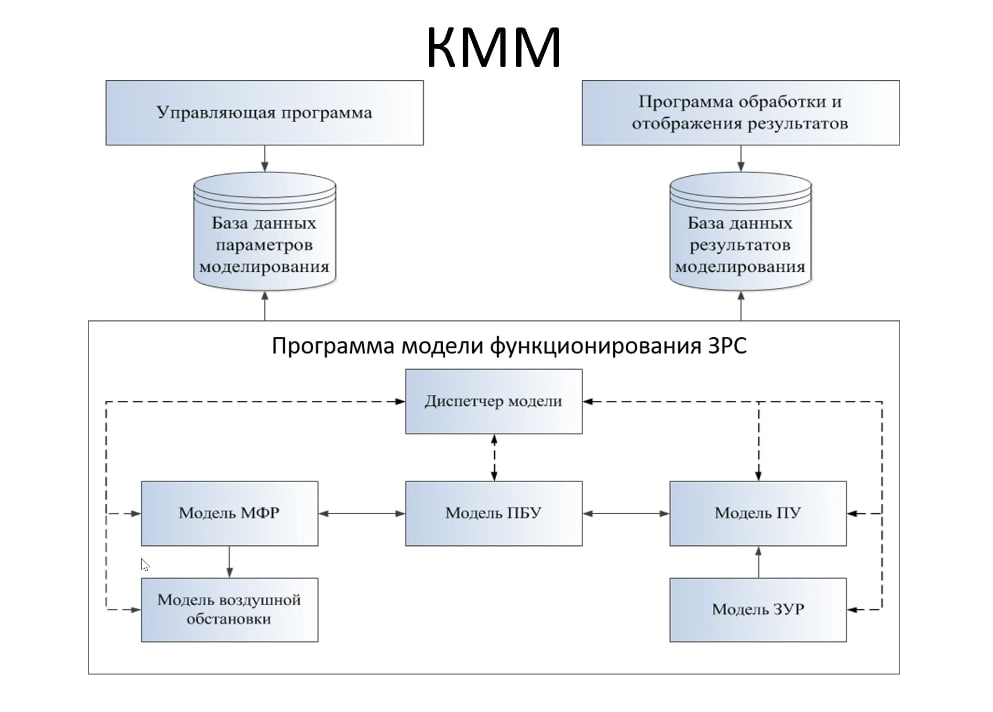 КММ
Управляющая программа
Программа обработки и
отображения результатов
База данных
параметров
моделирования
База данных
результатов
моделирования
Программа модели функционирования ЗРС
Диспетчер модели
Модель МФР
Модель ПБУ
Модель ПУ
Модель воздушной
обстановки
Модель ЗУР